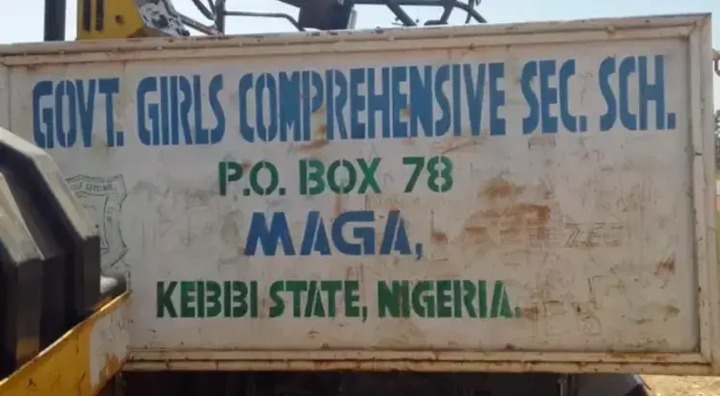 GOVT. GIRLS COMPREHENSIVE SEC. SCH.
P.O. BOX 78
MAGA,
KEBBI STATE, NIGERIA.